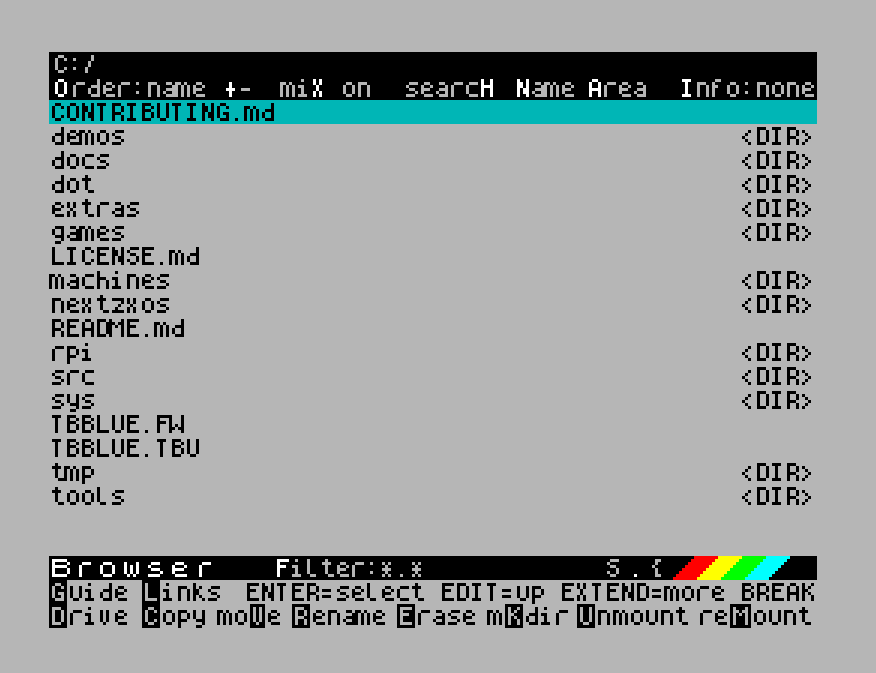 C:/
Order:name +- miX on searcH Name Area Info:none
CONTRIBUTING.md
demos <DIR>
docs <DIR>
dot <DIR>
extras <DIR>
games <DIR>
LICENSE.md
machines <DIR>
nextzxos <DIR>
README.md
rpi <DIR>
src <DIR>
sys <DIR>
TBBLUE.FW
TBBLUE.TBU
tmp <DIR>
tools <DIR>
Browser Filter:*.* S.{
Guide Links ENTER=select EDIT=up EXTEND=more BREAK
Drive Copy moVe Rename Erase mKdir Unmount reMount